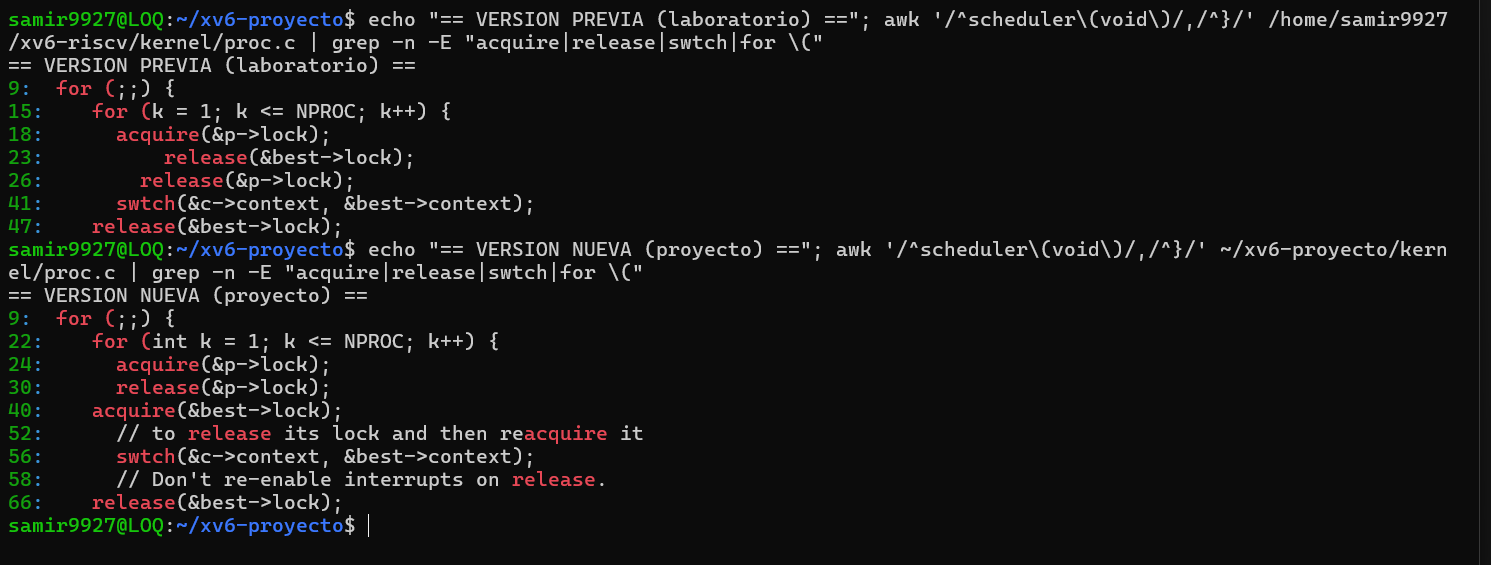 samir9927@LOQ:~/xv6-proyecto$ echo "== VERSION PREVIA (laboratorio) =="; awk '/^scheduler\(void\)/,/^}/' /home/samir9927
/xv6-riscv/kernel/proc.c | grep -n -E "acquire|release|swtch|for \("
== VERSION PREVIA (laboratorio) ==
9:  for (;;) {
15:     for (k = 1; k <= NPROC; k++) {
18:       acquire(&p->lock);
23:           release(&best->lock);
26:         release(&p->lock);
41:       swtch(&c->context, &best->context);
47:     release(&best->lock);
samir9927@LOQ:~/xv6-proyecto$ echo "== VERSION NUEVA (proyecto) =="; awk '/^scheduler\(void\)/,/^}/' ~/xv6-proyecto/kern
el/proc.c | grep -n -E "acquire|release|swtch|for \("
== VERSION NUEVA (proyecto) ==
9:  for (;;) {
22:     for (int k = 1; k <= NPROC; k++) {
24:       acquire(&p->lock);
30:       release(&p->lock);
40:     acquire(&best->lock);
52:       // to release its lock and then reacquire it
56:       swtch(&c->context, &best->context);
58:       // Don't re-enable interrupts on release.
66:     release(&best->lock);
samir9927@LOQ:~/xv6-proyecto$